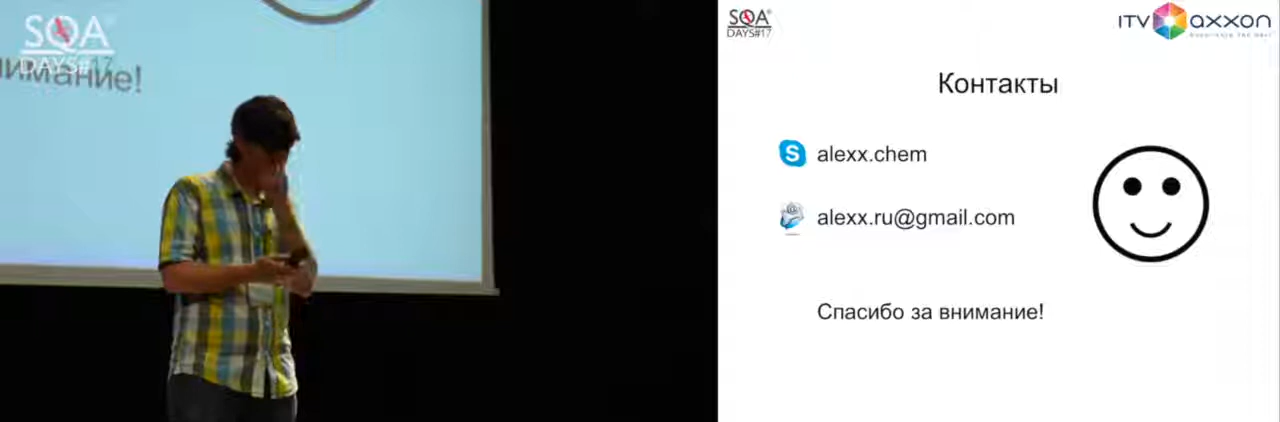 SQA
DAYS#17
внимание!
SQA
DAYS#17
ITV axxon
Контакты
alexx.chem
alexx.ru@gmail.com
Спасибо за внимание!